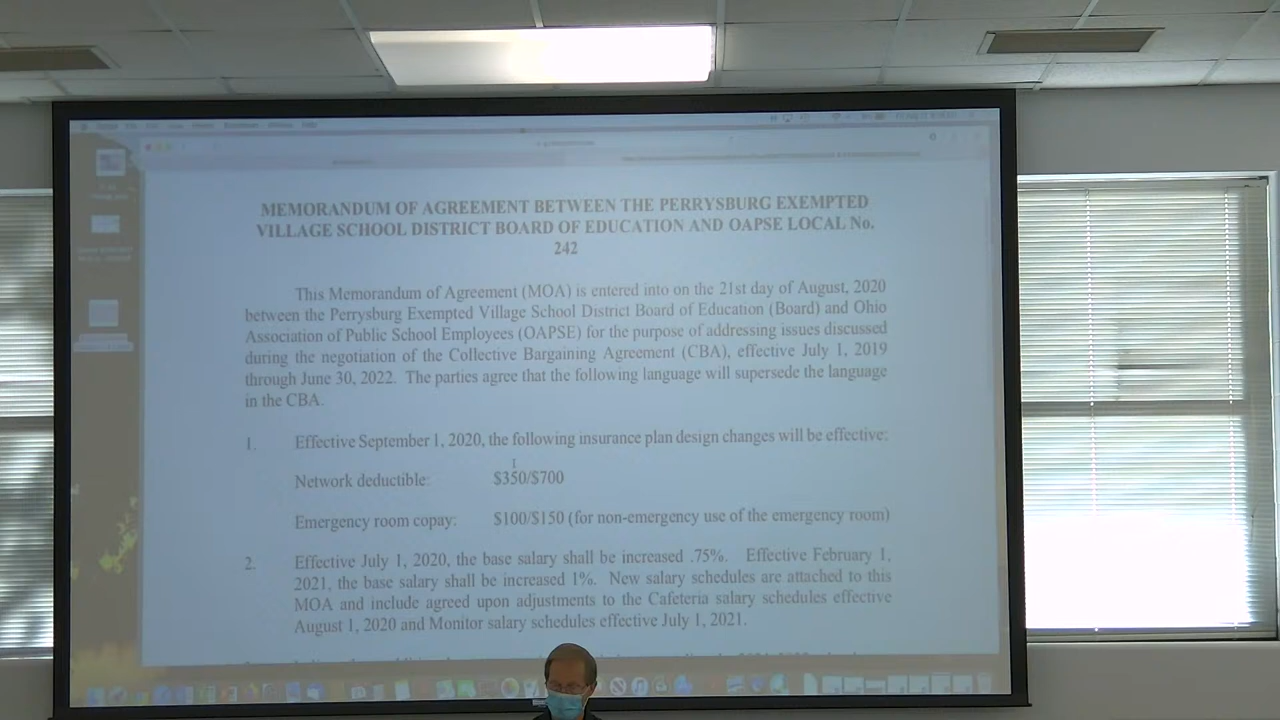 MEMORANDUM OF AGREEMENT BETWEEN THE PERRYSBURG EXEMPTED
VILLAGE SCHOOL DISTRICT BOARD OF EDUCATION AND OAPSE LOCAL No.
242
This Memorandum of Agreement (MOA) is entered into on the 21st day of August, 2020
between the Perrysburg Exempted Village School District Board of Education (Board) and Ohio
Association of Public School Employees (OAPSE) for the purpose of addressing issues discussed
during the negotiation of the Collective Bargaining Agreement (CBA), effective July 1, 2019
through June 30, 2022. The parties agree that the following language will supersede the language
in the CBA.
1. Effective September 1, 2020, the following insurance plan design changes will be effective:
Network deductible: $350/$700
Emergency room copay: $100/$150 (for non-emergency use of the emergency room)
2. Effective July 1, 2020, the base salary shall be increased .75%. Effective February 1,
2021, the base salary shall be increased 1%. New salary schedules are attached to this
MOA and include agreed upon adjustments to the Cafeteria salary schedules effective
August 1, 2020 and Monitor salary schedules effective July 1, 2021.